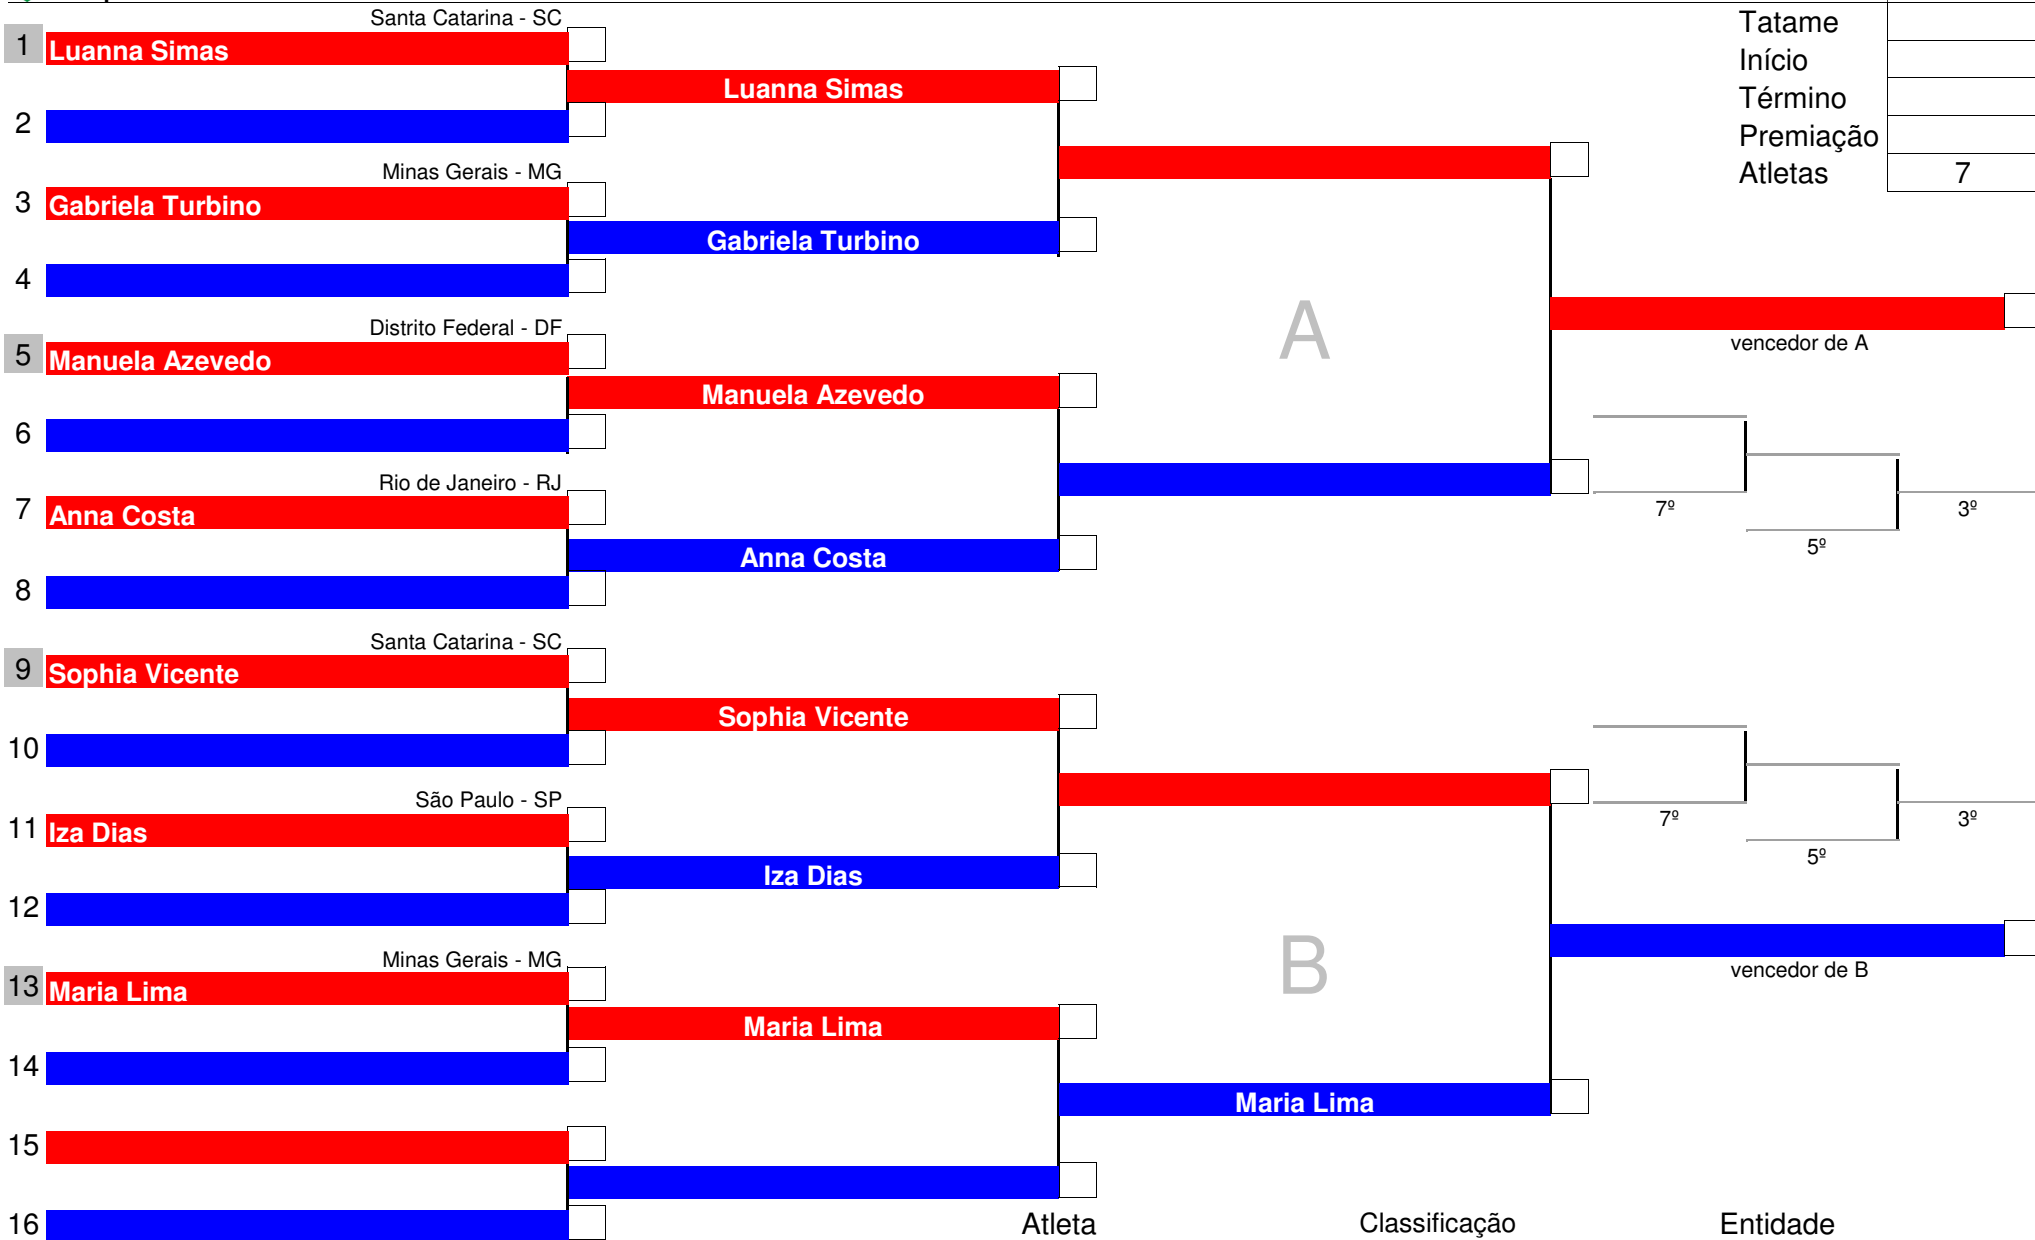 Santa Catarina - SC
1 Luanna Simas
Luanna Simas
2
Minas Gerais - MG
3 Gabriela Turbino
Gabriela Turbino
4
Distrito Federal - DF
5 Manuela Azevedo
Manuela Azevedo
6
Rio de Janeiro - RJ
7 Anna Costa
Anna Costa
8
Santa Catarina - SC
9 Sophia Vicente
Sophia Vicente
10
São Paulo - SP
11 Iza Dias
Iza Dias
12
Minas Gerais - MG
13 Maria Lima
Maria Lima
14
Maria Lima
15
16
A
B
Tatame
Início
Término
Premiação
Atletas 7
vencedor de A
7º
3º
5º
7º
3º
5º
vencedor de B
Atleta Classificação Entidade